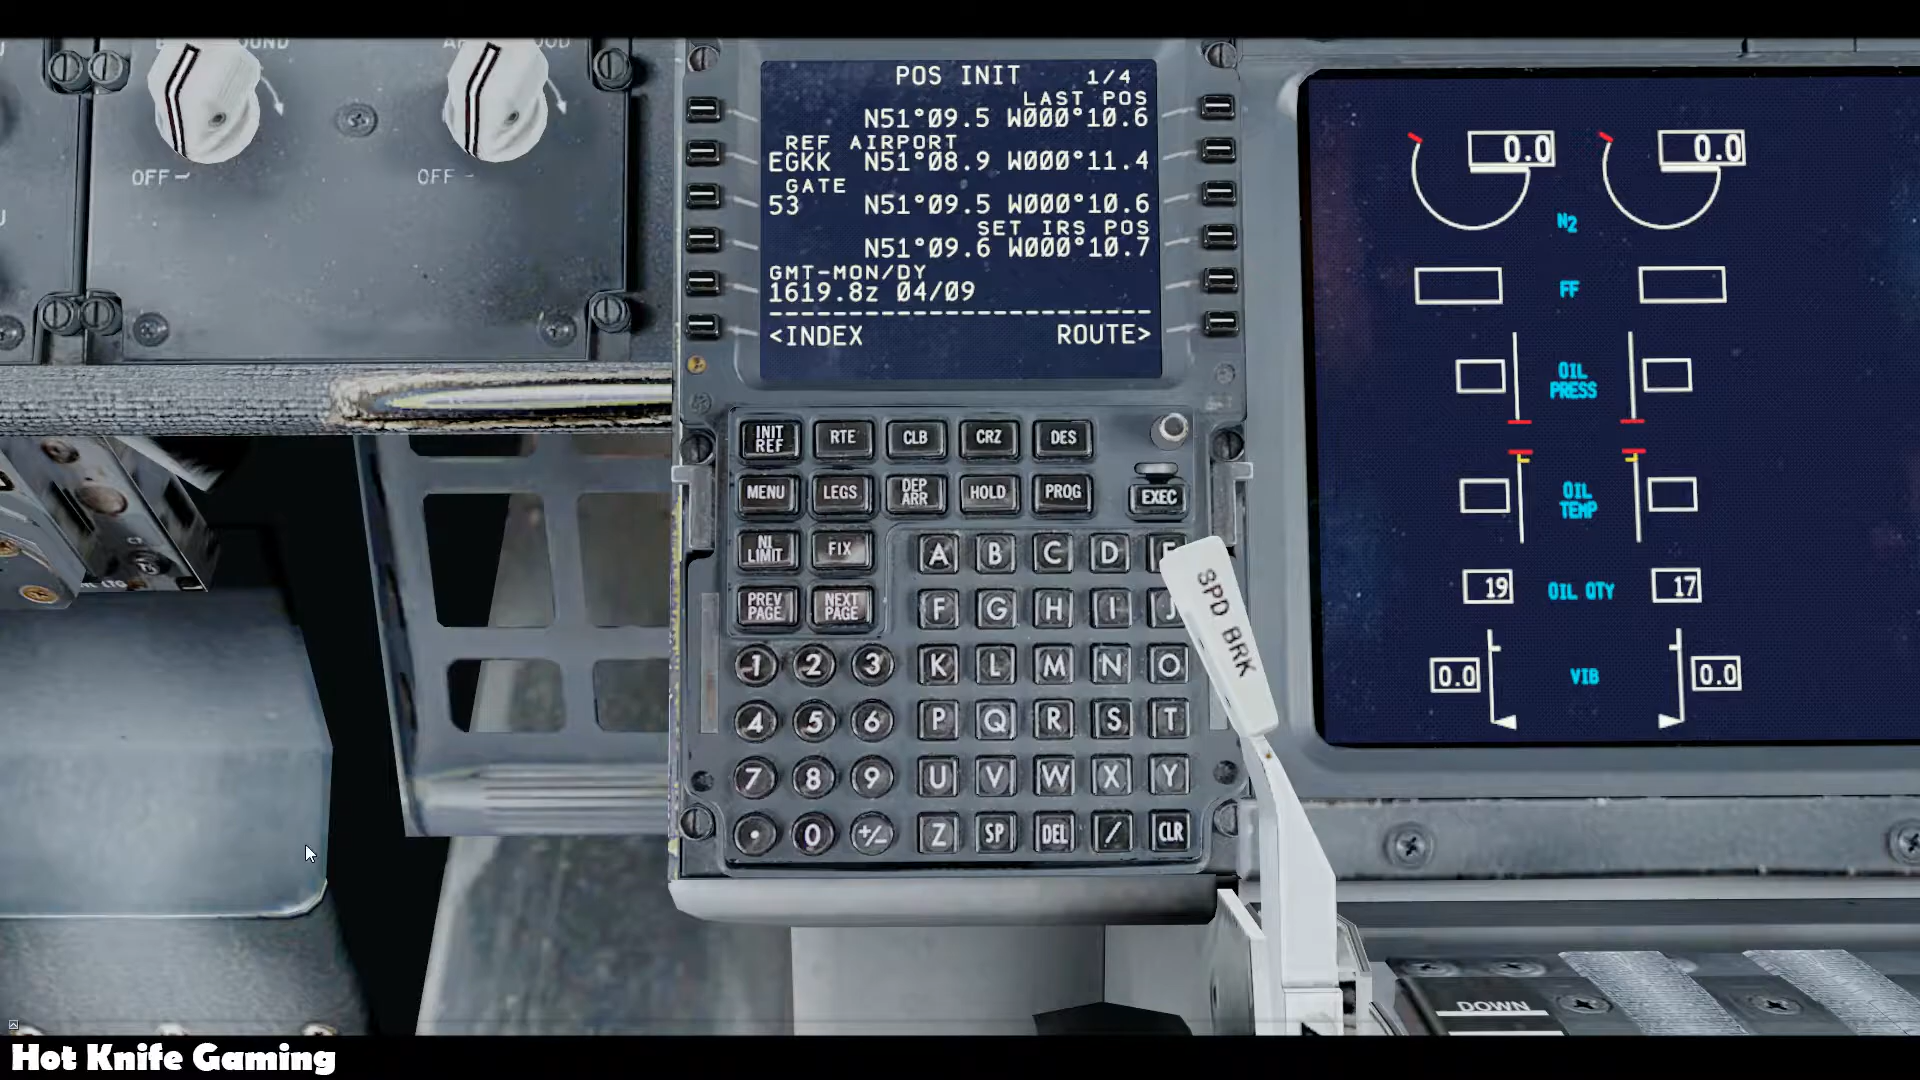 OFF
OFF
POS INIT 1/4
LAST POS
N51°09.5 W000°10.6
REF AIRPORT
EGKK N51°08.9 W000°11.4
GATE
53 N51°09.5 W000°10.6
SET IRS POS
N51°09.6 W000°10.7
GMT-MON/DY
1619.8z 04/09
<INDEX ROUTE>
INIT REF
RTE
CLB
CRZ
DES
MENU
LEGS
DEP ARR
HOLD
PROG
EXEC
N1 LIMIT
FIX
A B C D
PREV PAGE
NEXT PAGE
F G H I J
1 2 3 K L M N O
4 5 6 P Q R S T
7 8 9 U V W X Y
. 0 +/- Z SP DEL / CLR
SPD BRK
0.0 0.0
N2
FF
OIL
PRESS
OIL
TEMP
19 OIL QTY 17
0.0 VIB 0.0
DOWN
Hot Knife Gaming